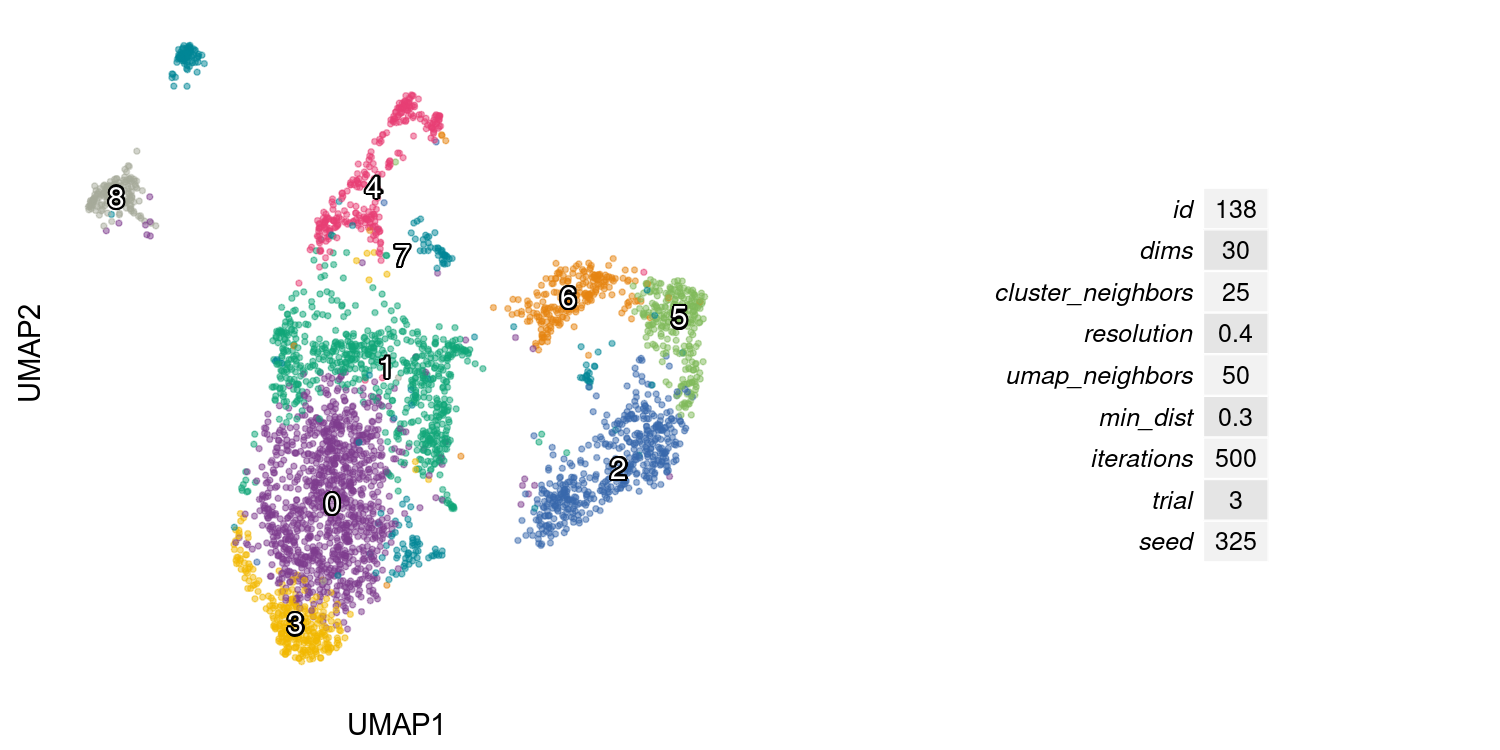 8
4
7
6
5
1
2
0
3
UMAP1
UMAP2
id 138
dims 30
cluster_neighbors 25
resolution 0.4
umap_neighbors 50
min_dist 0.3
iterations 500
trial 3
seed 325